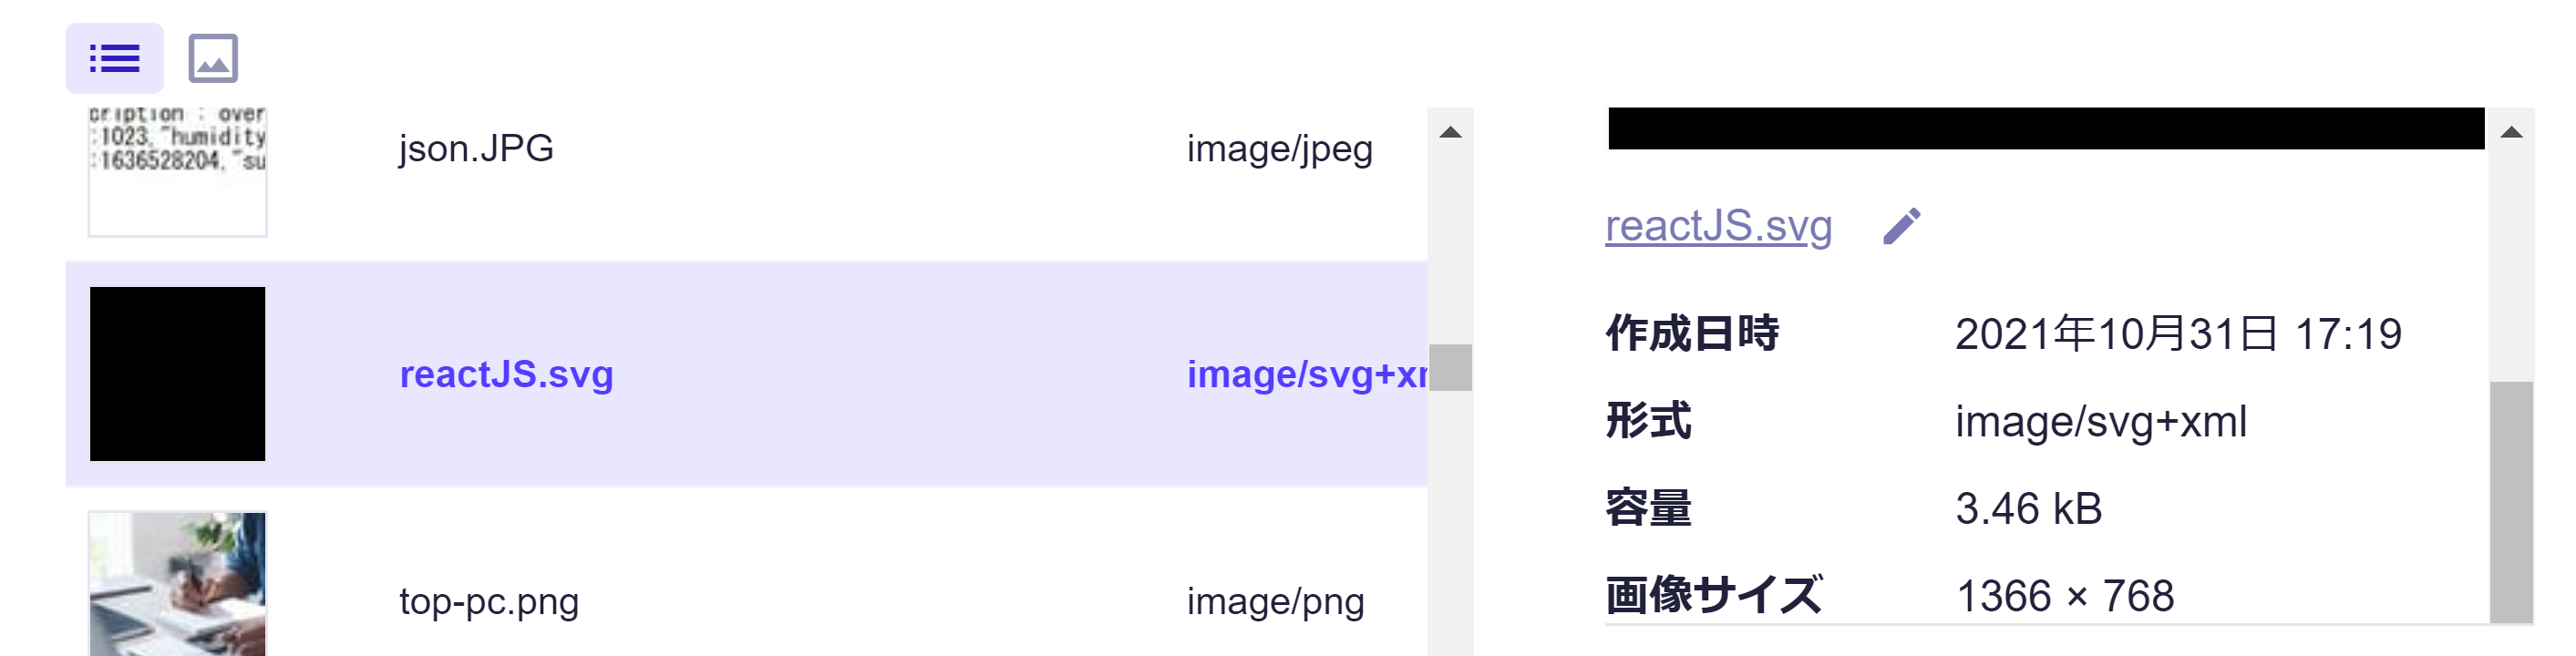 cription : over
:1023,"humidity
:1636528204,"su
json.JPG
image/jpeg
reactJS.svg
image/svg+x
top-pc.png
image/png
reactJS.svg
作成日時 2021年10月31日 17:19
形式 image/svg+xml
容量 3.46 kB
画像サイズ 1366 × 768